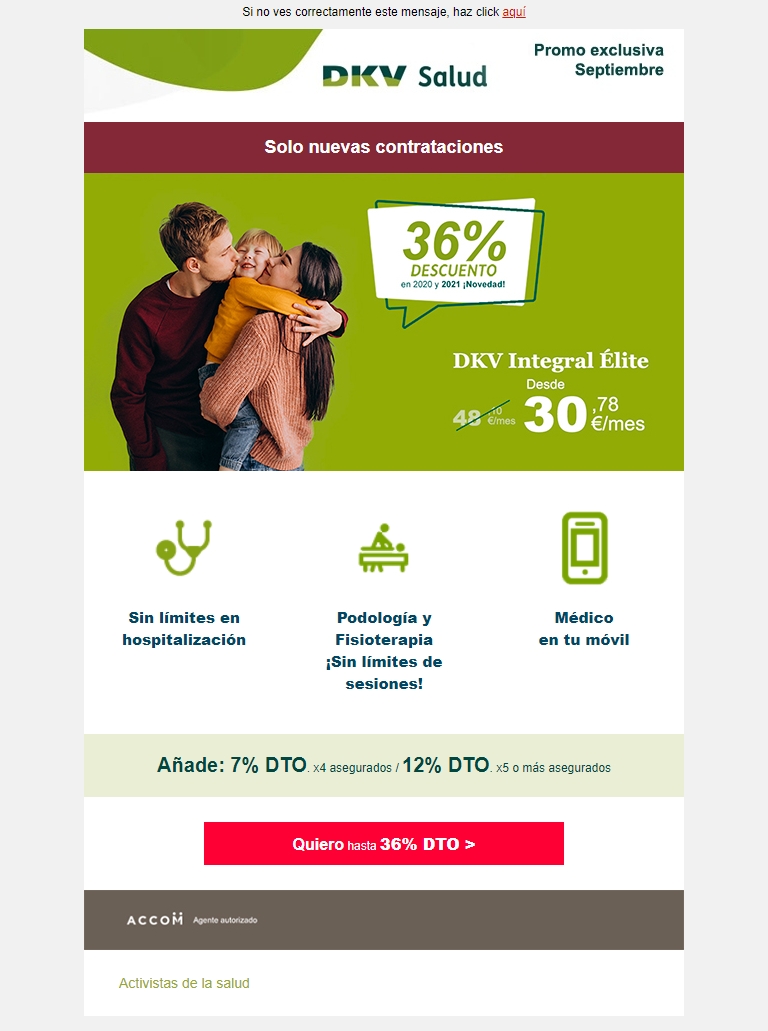 Si no ves correctamente este mensaje, haz click aquí
DKV Salud
Promo exclusiva
Septiembre
Solo nuevas contrataciones
36%
DESCUENTO
en 2020 y 2021 ¡Novedad!
DKV Integral Élite
Desde
48,10 €/mes 30,78 €/mes
Sin límites en
hospitalización
Podología y
Fisioterapia
¡Sin límites de
sesiones!
Médico
en tu móvil
Añade: 7% DTO. x4 asegurados / 12% DTO. x5 o más asegurados
Quiero hasta 36% DTO >
ACCOM Agente autorizado
Activistas de la salud